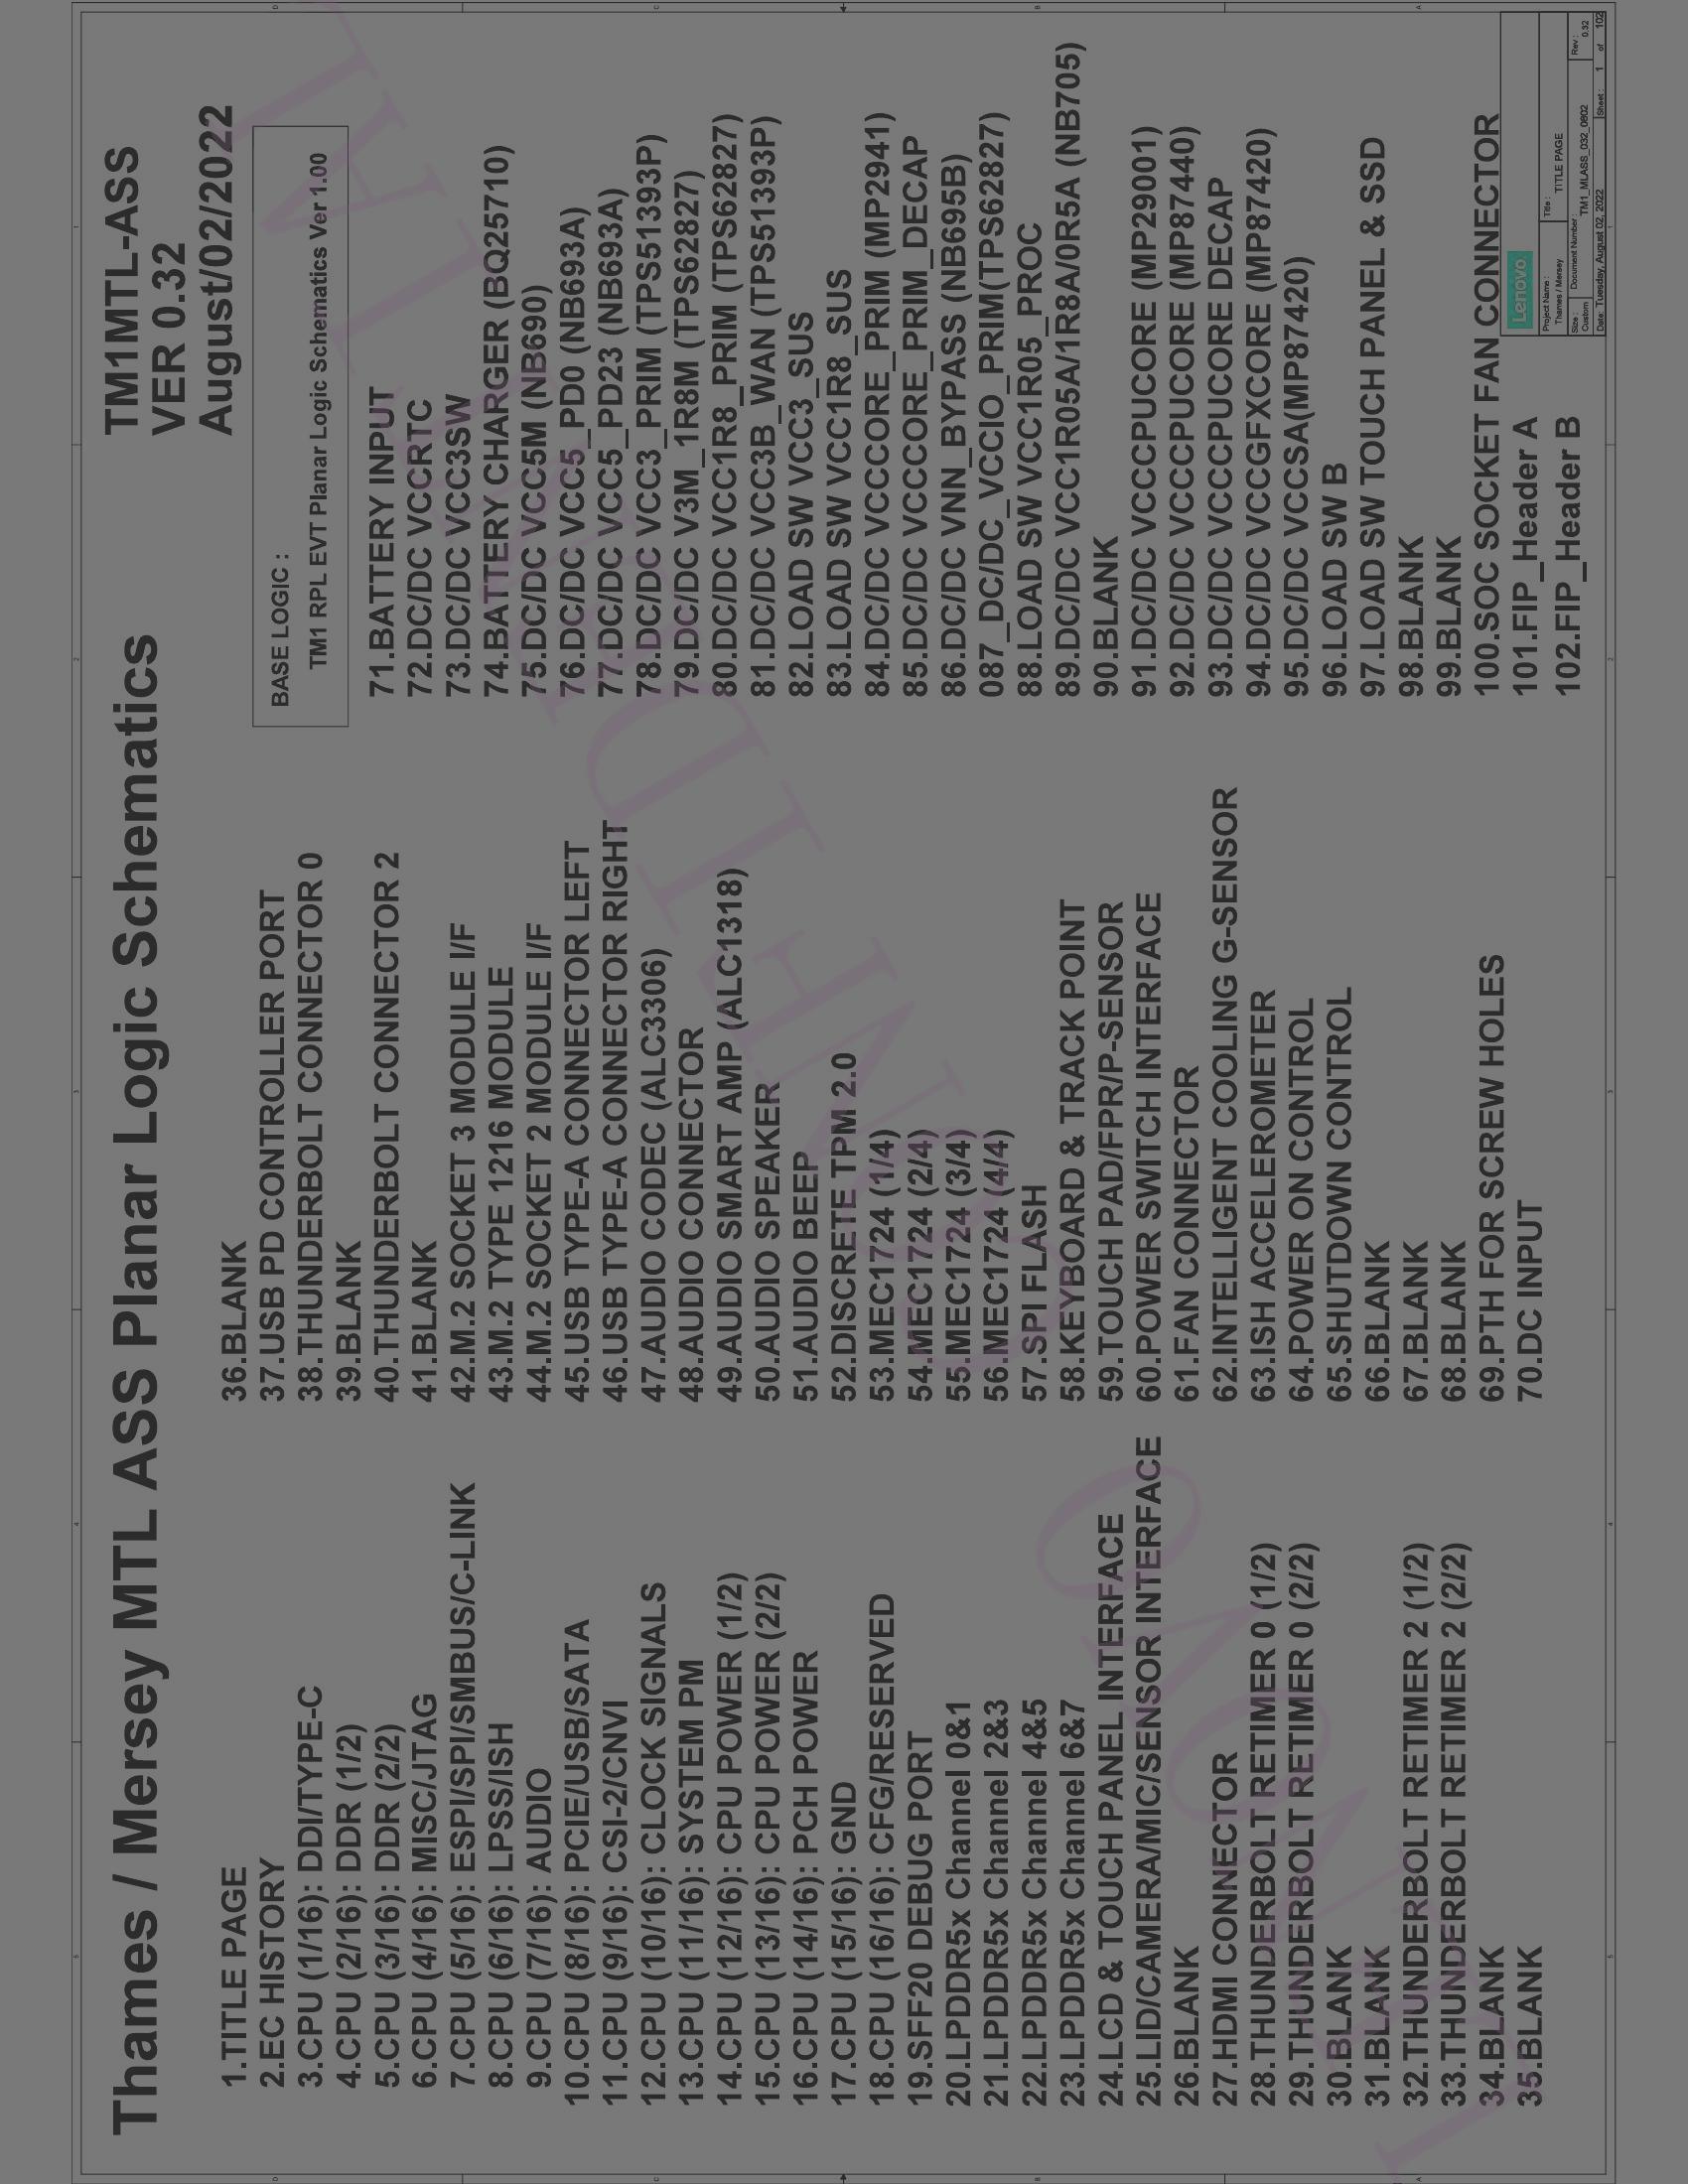 Thames / Mersey MTL ASS Planar Logic Schematics
TM1MTL-ASS
VER 0.32
August/02/2022
BASE LOGIC :
TM1 RPL EVT Planar Logic Schematics Ver 1.00
1.TITLE PAGE
2.EC HISTORY
3.CPU (1/16): DDI/TYPE-C
4.CPU (2/16): DDR (1/2)
5.CPU (3/16): DDR (2/2)
6.CPU (4/16): MISC/JTAG
7.CPU (5/16): ESPI/SPI/SMBUS/C-LINK
8.CPU (6/16): LPSS/ISH
9.CPU (7/16): AUDIO
10.CPU (8/16): PCIE/USB/SATA
11.CPU (9/16): CSI-2/CNVI
12.CPU (10/16): CLOCK SIGNALS
13.CPU (11/16): SYSTEM PM
14.CPU (12/16): CPU POWER (1/2)
15.CPU (13/16): CPU POWER (2/2)
16.CPU (14/16): PCH POWER
17.CPU (15/16): GND
18.CPU (16/16): CFG/RESERVED
19.SFF20 DEBUG PORT
20.LPDDR5x Channel 0&1
21.LPDDR5x Channel 2&3
22.LPDDR5x Channel 4&5
23.LPDDR5x Channel 6&7
24.LCD & TOUCH PANEL INTERFACE
25.LID/CAMERA/MIC/SENSOR INTERFACE
26.BLANK
27.HDMI CONNECTOR
28.THUNDERBOLT RETIMER 0 (1/2)
29.THUNDERBOLT RETIMER 0 (2/2)
30.BLANK
31.BLANK
32.THUNDERBOLT RETIMER 2 (1/2)
33.THUNDERBOLT RETIMER 2 (2/2)
34.BLANK
35.BLANK
36.BLANK
37.USB PD CONTROLLER PORT
38.THUNDERBOLT CONNECTOR 0
39.BLANK
40.THUNDERBOLT CONNECTOR 2
41.BLANK
42.M.2 SOCKET 3 MODULE I/F
43.M.2 TYPE 1216 MODULE
44.M.2 SOCKET 2 MODULE I/F
45.USB TYPE-A CONNECTOR LEFT
46.USB TYPE-A CONNECTOR RIGHT
47.AUDIO CODEC (ALC3306)
48.AUDIO CONNECTOR
49.AUDIO SMART AMP (ALC1318)
50.AUDIO SPEAKER
51.AUDIO BEEP
52.DISCRETE TPM 2.0
53.MEC1724 (1/4)
54.MEC1724 (2/4)
55.MEC1724 (3/4)
56.MEC1724 (4/4)
57.SPI FLASH
58.KEYBOARD & TRACK POINT
59.TOUCH PAD/FPR/P-SENSOR
60.POWER SWITCH INTERFACE
61.FAN CONNECTOR
62.INTELLIGENT COOLING G-SENSOR
63.ISH ACCELEROMETER
64.POWER ON CONTROL
65.SHUTDOWN CONTROL
66.BLANK
67.BLANK
68.BLANK
69.PTH FOR SCREW HOLES
70.DC INPUT
71.BATTERY INPUT
72.DC/DC VCCRTC
73.DC/DC VCC3SW
74.BATTERY CHARGER (BQ25710)
75.DC/DC VCC5M (NB690)
76.DC/DC VCC5_PD0 (NB693A)
77.DC/DC VCC5_PD23 (NB693A)
78.DC/DC VCC3_PRIM (TPS51393P)
79.DC/DC V3M_1R8M (TPS62827)
80.DC/DC VCC1R8_PRIM (TPS62827)
81.DC/DC VCC3B_WAN (TPS51393P)
82.LOAD SW VCC3_SUS
83.LOAD SW VCC1R8_SUS
84.DC/DC VCCCORE_PRIM (MP2941)
85.DC/DC VCCCORE_PRIM_DECAP
86.DC/DC VNN_BYPASS (NB695B)
087_DC/DC_VCCIO_PRIM(TPS62827)
88.LOAD SW VCC1R05_PROC
89.DC/DC VCC1R05A/1R8A/0R5A (NB705)
90.BLANK
91.DC/DC VCCCPUCORE (MP29001)
92.DC/DC VCCCPUCORE (MP87440)
93.DC/DC VCCCPUCORE DECAP
94.DC/DC VCCGFXCORE (MP87420)
95.DC/DC VCCSA(MP87420)
96.LOAD SW B
97.LOAD SW TOUCH PANEL & SSD
98.BLANK
99.BLANK
100.SOC SOCKET FAN CONNECTOR
101.FIP_Header A
102.FIP_Header B
Lenovo
Project Name : Title :
Thames / Mersey TITLE PAGE
Size : Document Number : Rev :
Custom TM1_MLASS_032_0802 0.32
Date: Tuesday, August 02, 2022 Sheet : 1 of 102